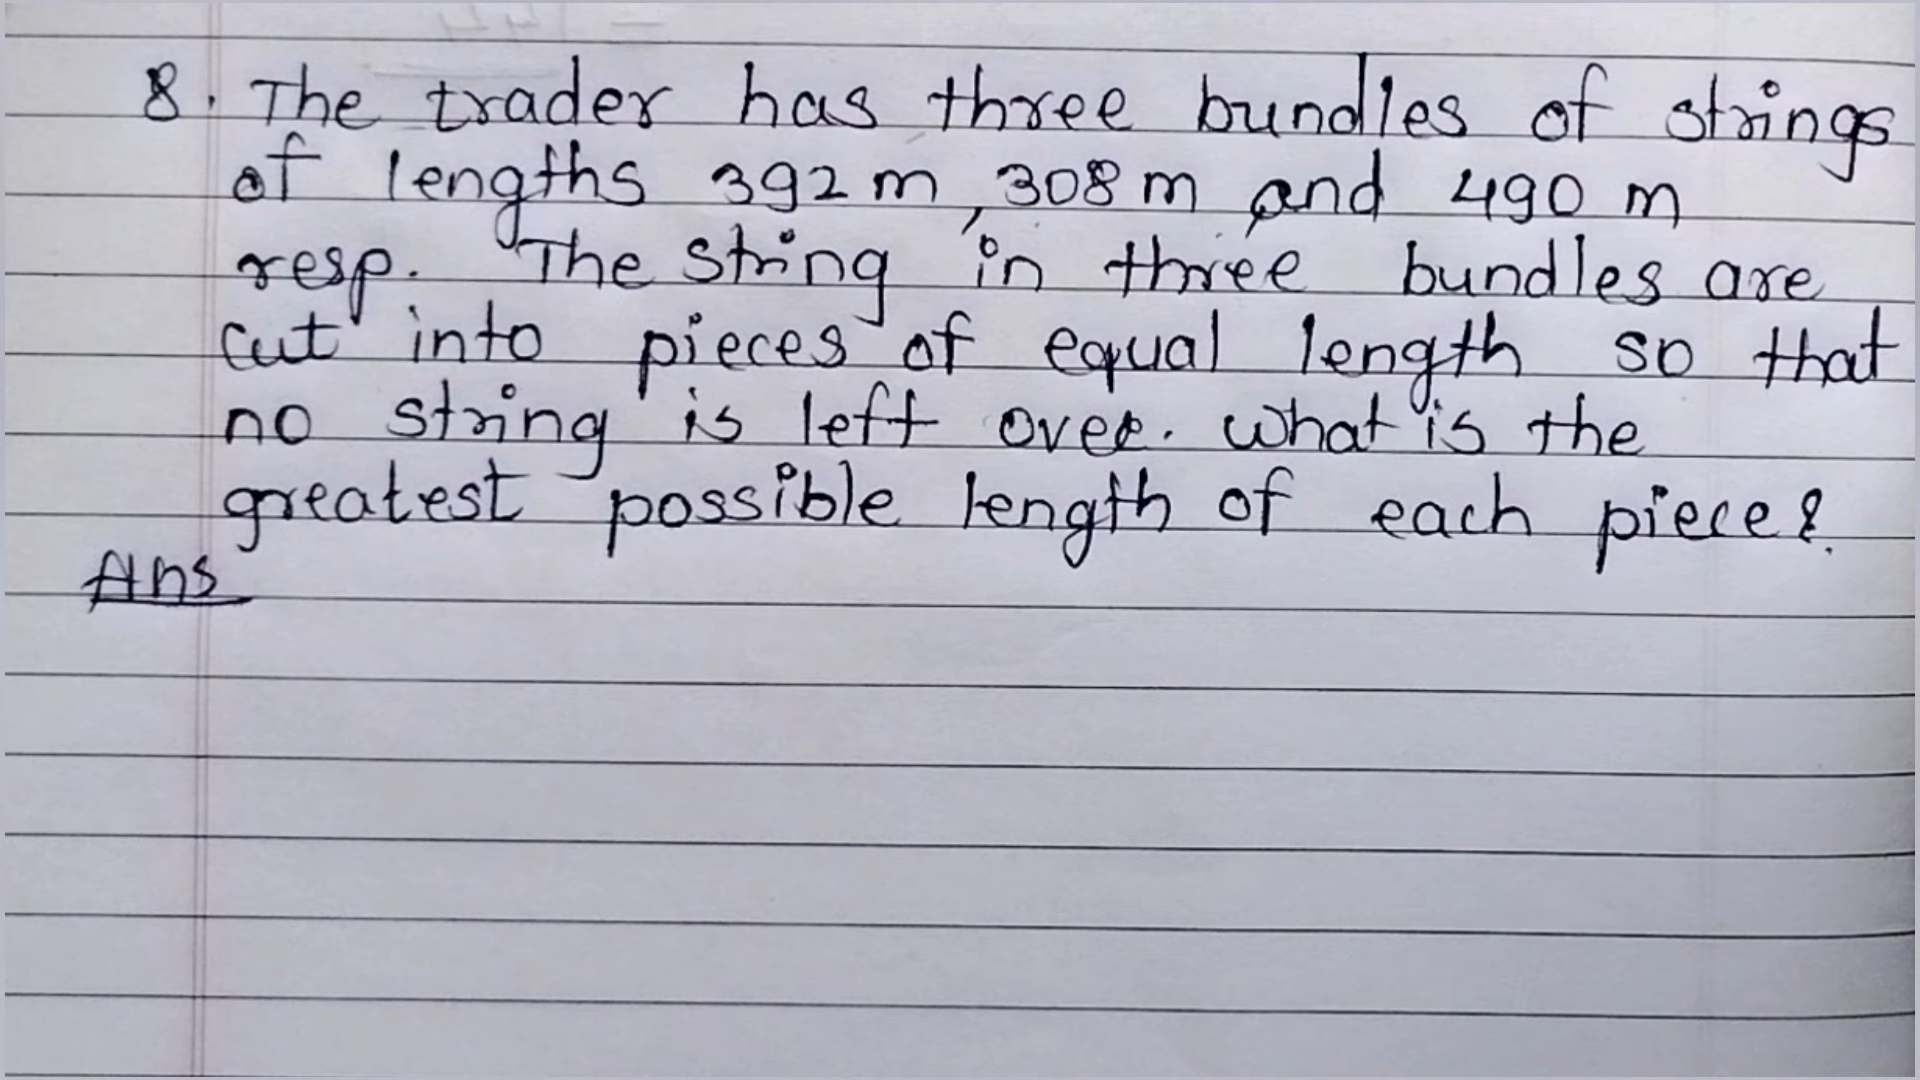 8. The trader has three bundles of strings
of lengths 392 m, 308 m and 490 m
resp. The string in three bundles are
cut into pieces of equal length so that
no string is left over. what is the
greatest possible length of each piece?
Ans